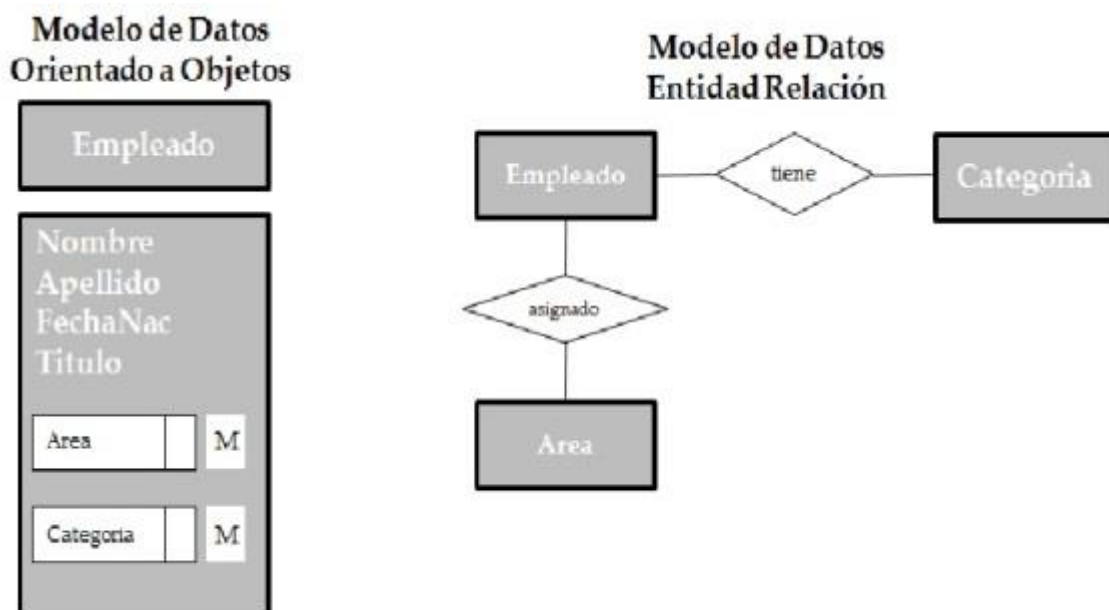 Modelo de Datos
Orientado a Objetos
Empleado
Nombre
Apellido
FechaNac
Titulo
Area
M
Categoria
M
Modelo de Datos
Entidad Relación
Empleado
tiene
Categoria
asignado
Area